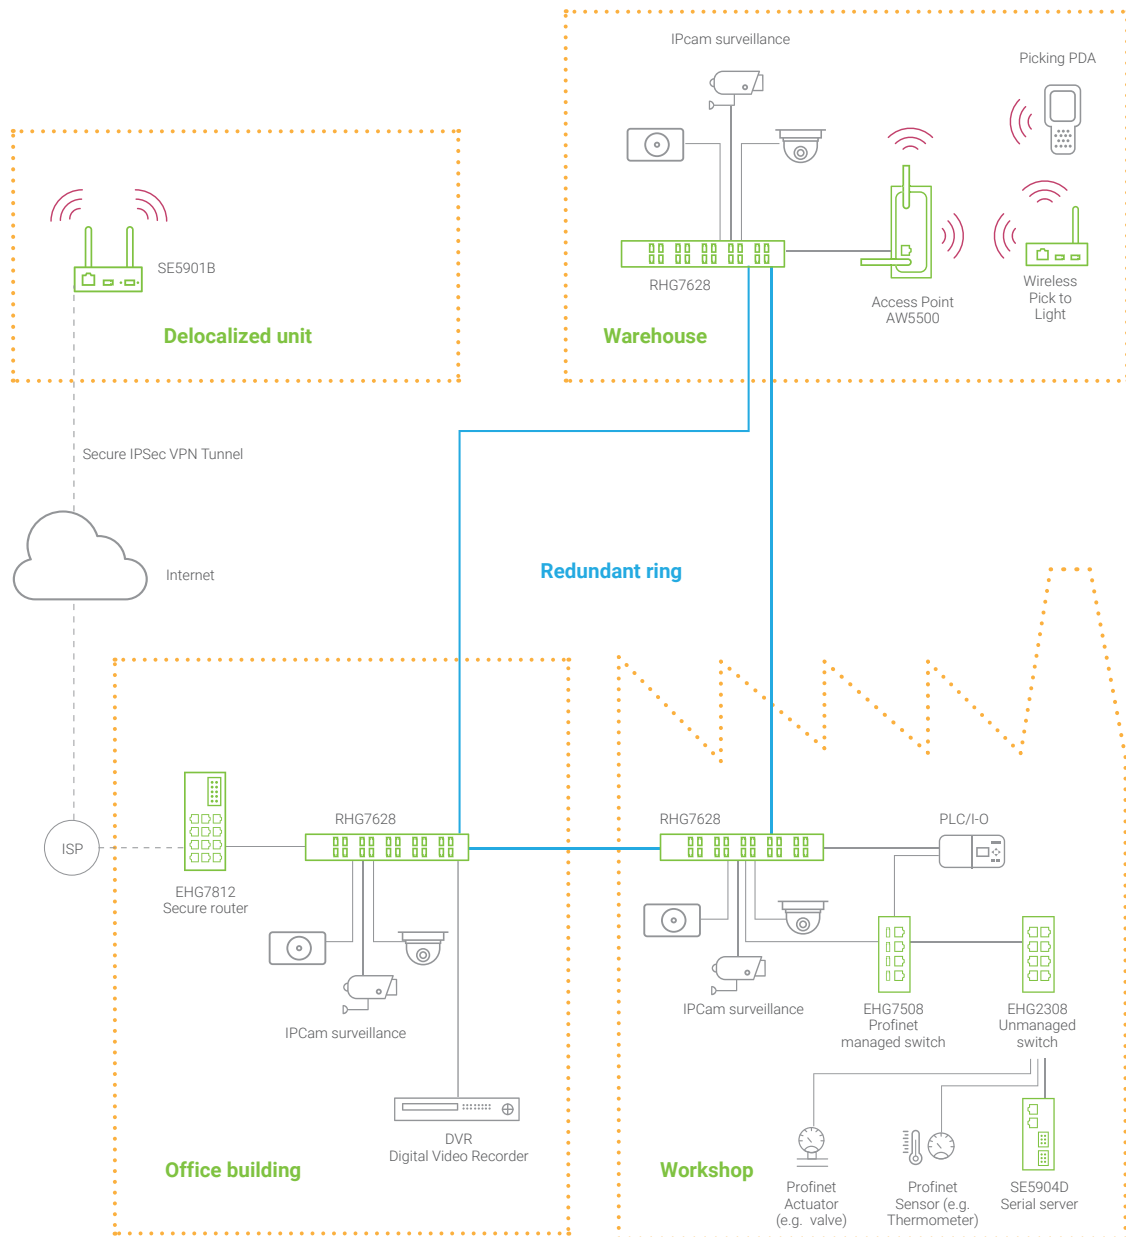 IPcam surveillance
Picking PDA
SE5901B
RHG7628
Access Point
AW5500
Wireless
Pick to
Light
Delocalized unit
Warehouse
Secure IPSec VPN Tunnel
Internet
Redundant ring
RHG7628
RHG7628
PLC/I-O
ISP
EHG7812
Secure router
IPCam surveillance
IPCam surveillance
EHG7508
Profinet
managed switch
EHG2308
Unmanaged
switch
DVR
Digital Video Recorder
Office building
Workshop
Profinet
Actuator
(e.g. valve)
Profinet
Sensor (e.g.
Thermometer)
SE5904D
Serial server